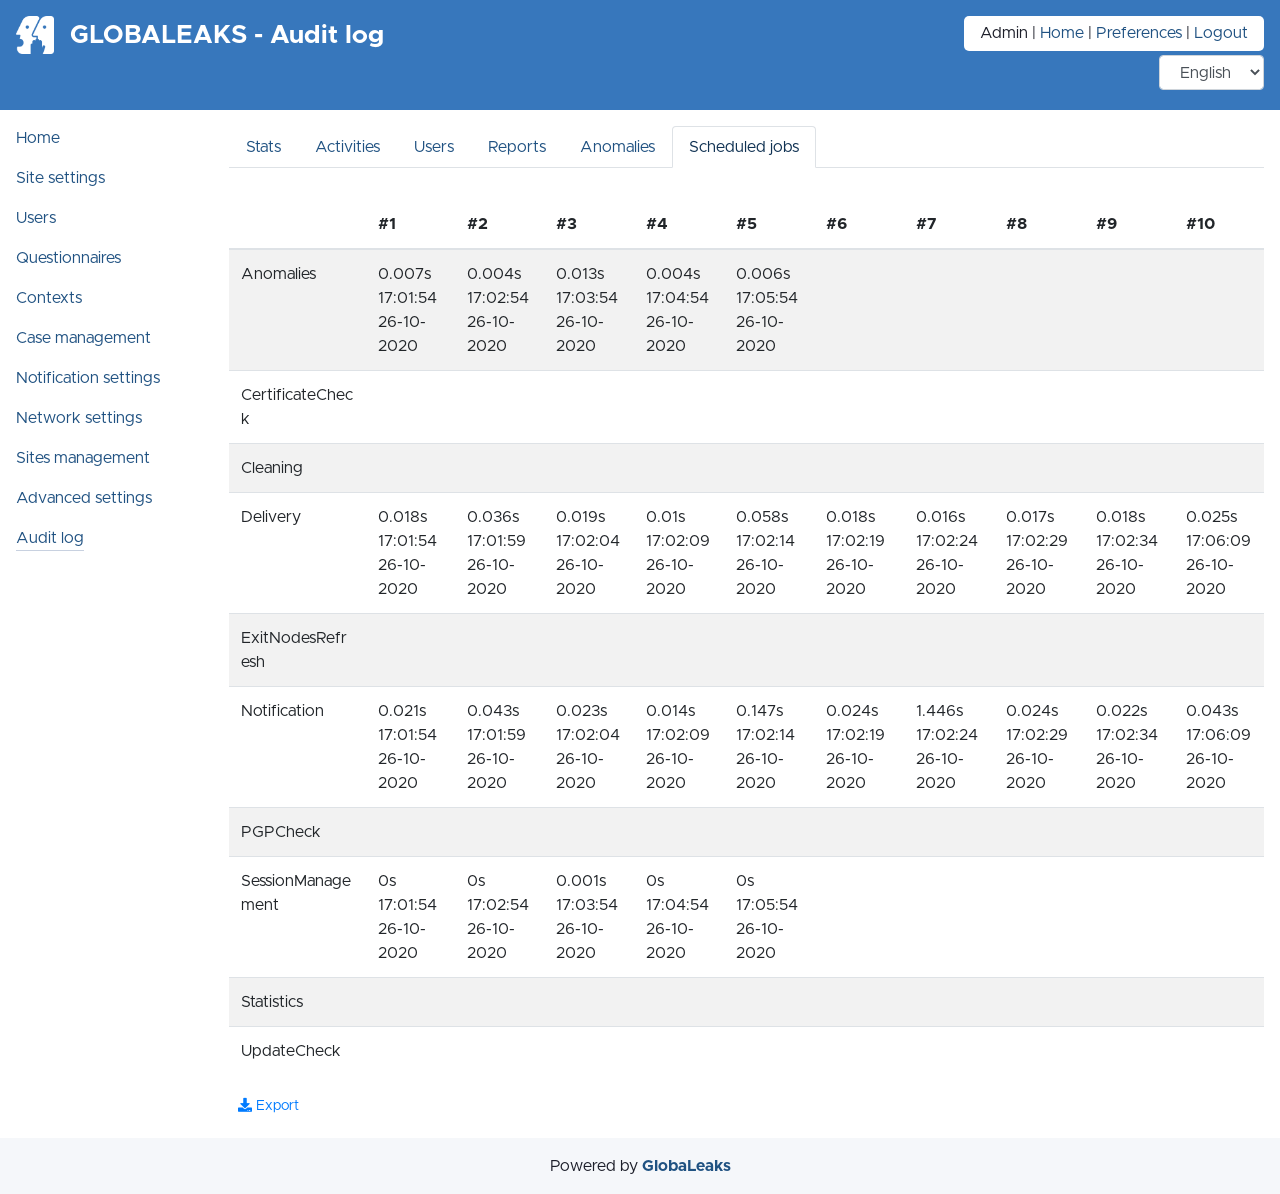 GLOBALEAKS - Audit log
Admin | Home | Preferences | Logout
English
Home
Site settings
Users
Questionnaires
Contexts
Case management
Notification settings
Network settings
Sites management
Advanced settings
Audit log
Stats Activities Users Reports Anomalies Scheduled jobs
#1 #2 #3 #4 #5 #6 #7 #8 #9 #10
Anomalies 0.007s 0.004s 0.013s 0.004s 0.006s
17:01:54 17:02:54 17:03:54 17:04:54 17:05:54
26-10- 26-10- 26-10- 26-10- 26-10-
2020 2020 2020 2020 2020
CertificateChec
k
Cleaning
Delivery 0.018s 0.036s 0.019s 0.01s 0.058s 0.018s 0.016s 0.017s 0.018s 0.025s
17:01:54 17:01:59 17:02:04 17:02:09 17:02:14 17:02:19 17:02:24 17:02:29 17:02:34 17:06:09
26-10- 26-10- 26-10- 26-10- 26-10- 26-10- 26-10- 26-10- 26-10- 26-10-
2020 2020 2020 2020 2020 2020 2020 2020 2020 2020
ExitNodesRefr
esh
Notification 0.021s 0.043s 0.023s 0.014s 0.147s 0.024s 1.446s 0.024s 0.022s 0.043s
17:01:54 17:01:59 17:02:04 17:02:09 17:02:14 17:02:19 17:02:24 17:02:29 17:02:34 17:06:09
26-10- 26-10- 26-10- 26-10- 26-10- 26-10- 26-10- 26-10- 26-10- 26-10-
2020 2020 2020 2020 2020 2020 2020 2020 2020 2020
PGPCheck
SessionManage 0s 0s 0.001s 0s 0s
ment 17:01:54 17:02:54 17:03:54 17:04:54 17:05:54
26-10- 26-10- 26-10- 26-10- 26-10-
2020 2020 2020 2020 2020
Statistics
UpdateCheck
Export
Powered by GlobaLeaks